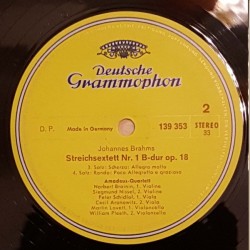 Deutsche
Grammophon
2
D. P.
Made in Germany
139 353
STEREO
33
Johannes Brahms
Streichsextett Nr. 1 B-dur op. 18
3. Satz: Scherzo: Allegro molto
4. Satz: Rondo: Poco Allegretto e grazioso
Amadeus-Quartett
Norbert Brainin, 1. Violine
Siegmund Nissel, 2. Violine
Peter Schidlof, 1. Viola
Cecil Aronowitz, 2. Viola
Martin Lovett, 1. Violoncello
William Pleeth, 2. Violoncello